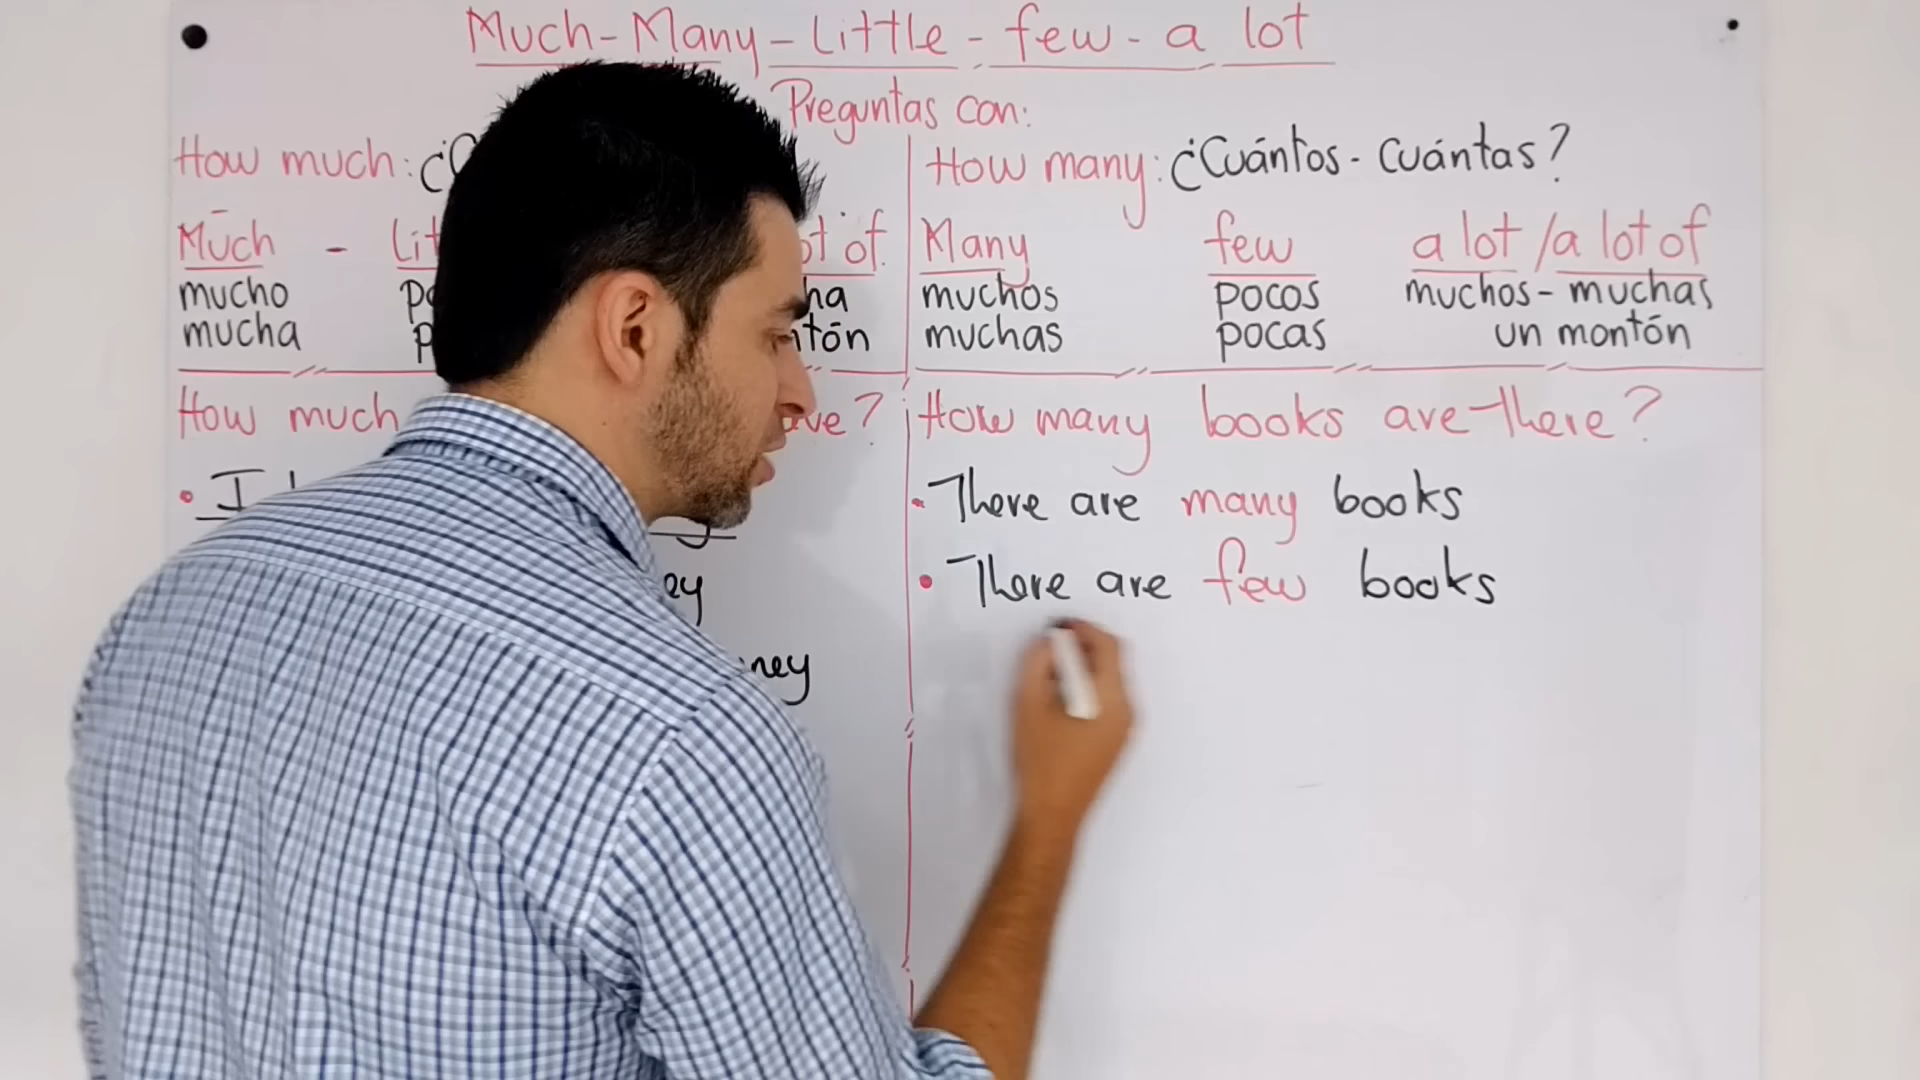 Much-Many-Little-few-a lot
Preguntas con:
How much:
Much -
mucho
mucha
ot of
How much
?
I
ney
How many: ¿Cuántos-Cuántas?
Many few a lot / a lot of
muchos pocos muchos-muchas
muchas pocas un montón
How many books are there?
• There are many books
• There are few books